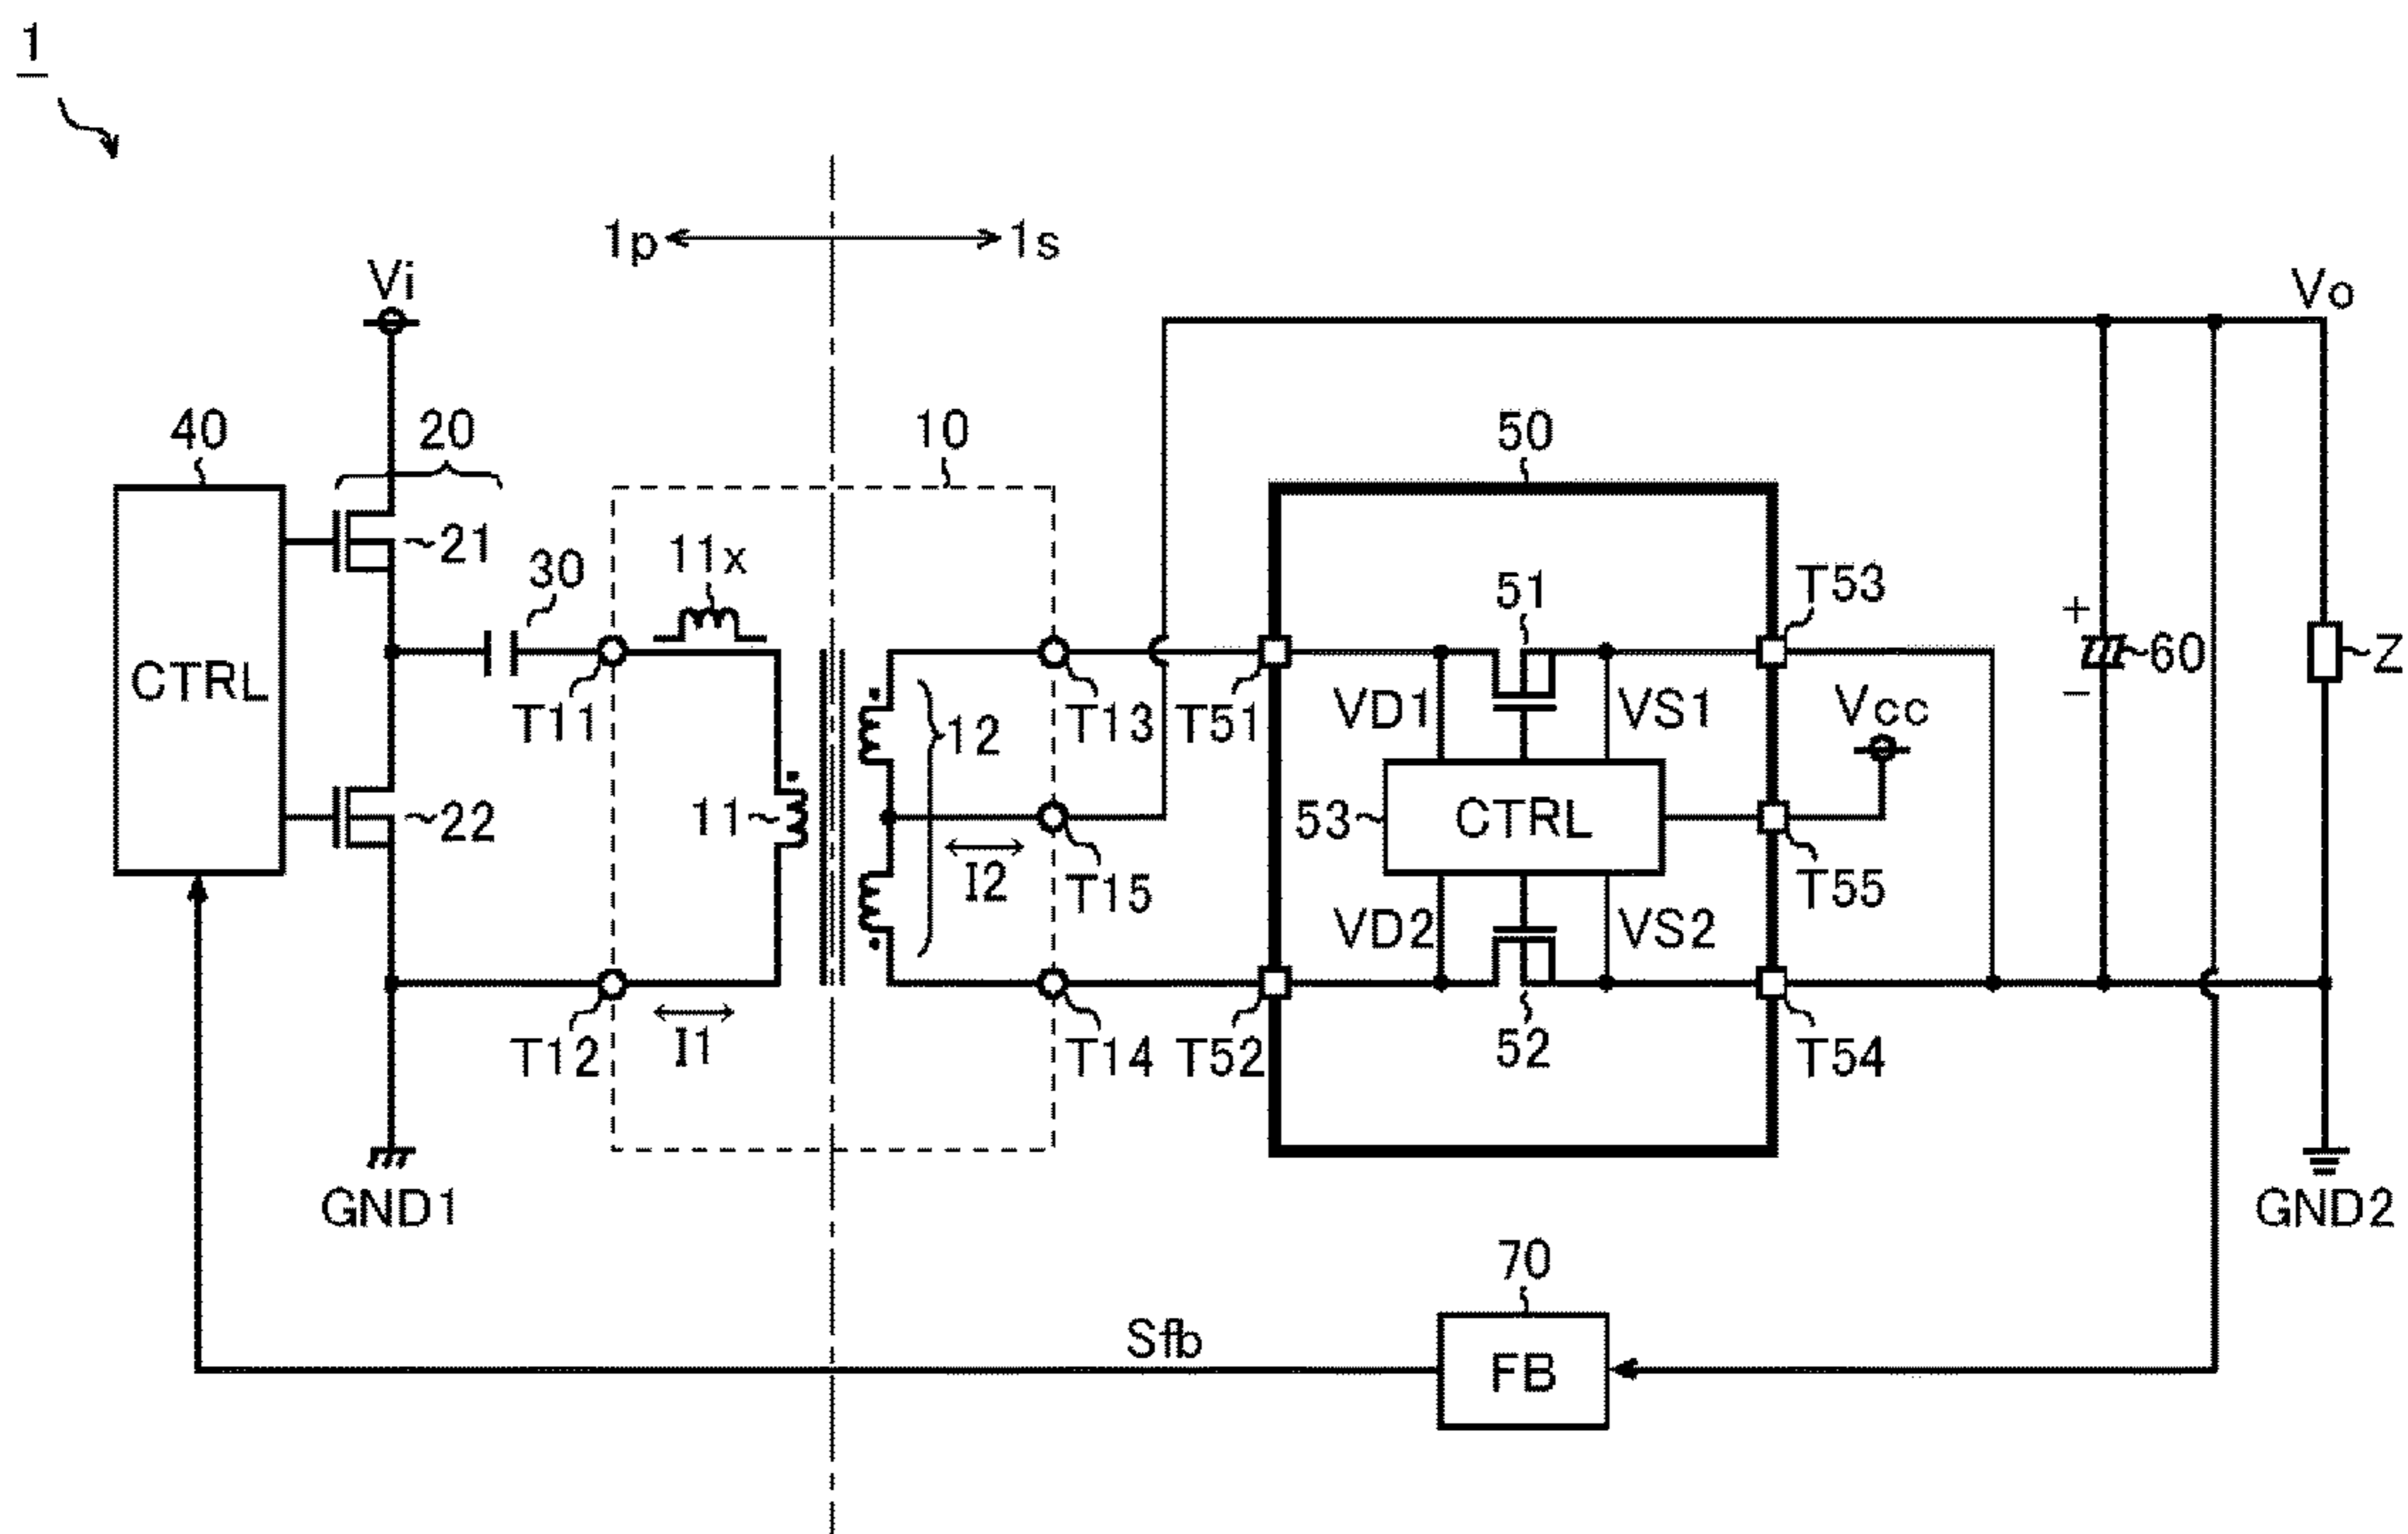 1
1p
1s
Vi
Vo
40
20
10
50
21
11x
30
51
T53
CTRL
60
Z
T11
T13
T51
VD1
VS1
Vcc
12
22
11
53
CTRL
I2
T15
T55
VD2
VS2
T12
I1
T14
T52
52
T54
GND1
GND2
70
Sfb
FB
+
−